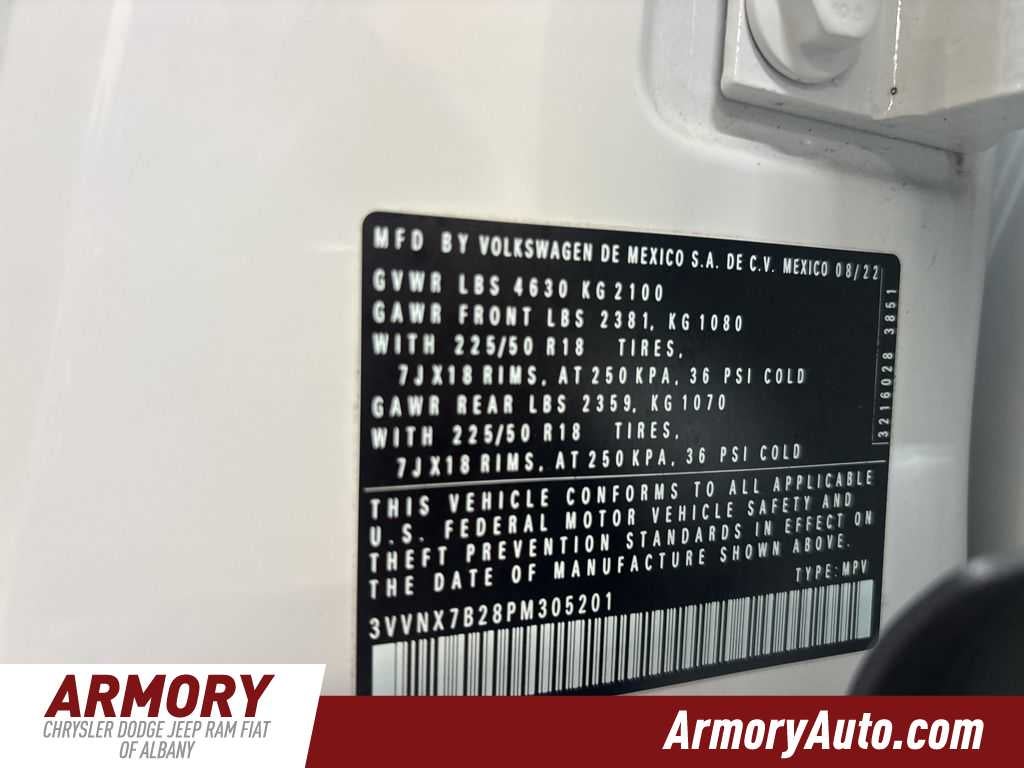 MFD BY VOLKSWAGEN DE MEXICO S.A. DE C.V. MEXICO 08/22
GVWR LBS 4630 KG 2100
GAWR FRONT LBS 2381, KG 1080
WITH 225/50 R18 TIRES,
7JX18 RIMS, AT 250 KPA, 36 PSI COLD
GAWR REAR LBS 2359, KG 1070
WITH 225/50 R18 TIRES,
7JX18 RIMS, AT 250 KPA, 36 PSI COLD
3216028 3851
THIS VEHICLE CONFORMS TO ALL APPLICABLE
U.S. FEDERAL MOTOR VEHICLE SAFETY AND
THEFT PREVENTION STANDARDS IN EFFECT ON
THE DATE OF MANUFACTURE SHOWN ABOVE.
TYPE: MPV
3VVNX7B28PM305201
ARMORY
CHRYSLER DODGE JEEP RAM FIAT
OF ALBANY
ArmoryAuto.com